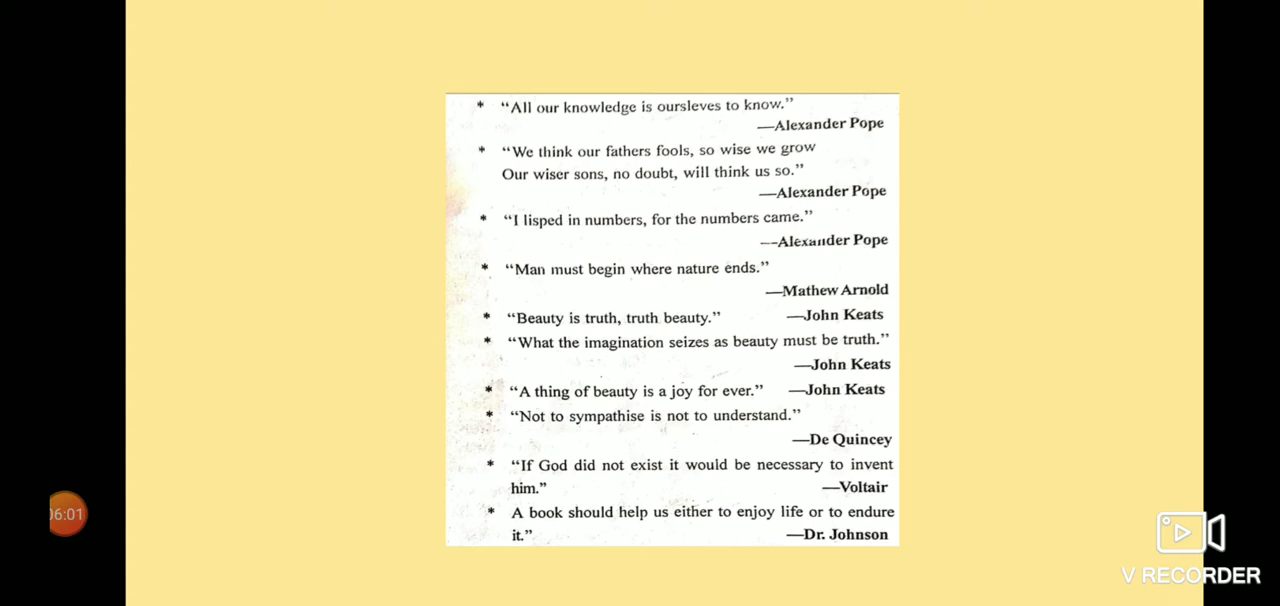 * “All our knowledge is oursleves to know.”
—Alexander Pope
* “We think our fathers fools, so wise we grow
Our wiser sons, no doubt, will think us so.”
—Alexander Pope
* “I lisped in numbers, for the numbers came.”
—Alexander Pope
* “Man must begin where nature ends.”
—Mathew Arnold
* “Beauty is truth, truth beauty.” —John Keats
* “What the imagination seizes as beauty must be truth.”
—John Keats
* “A thing of beauty is a joy for ever.” —John Keats
* “Not to sympathise is not to understand.”
—De Quincey
* “If God did not exist it would be necessary to invent
him.” —Voltair
* A book should help us either to enjoy life or to endure
it.” —Dr. Johnson
06:01
V RECORDER